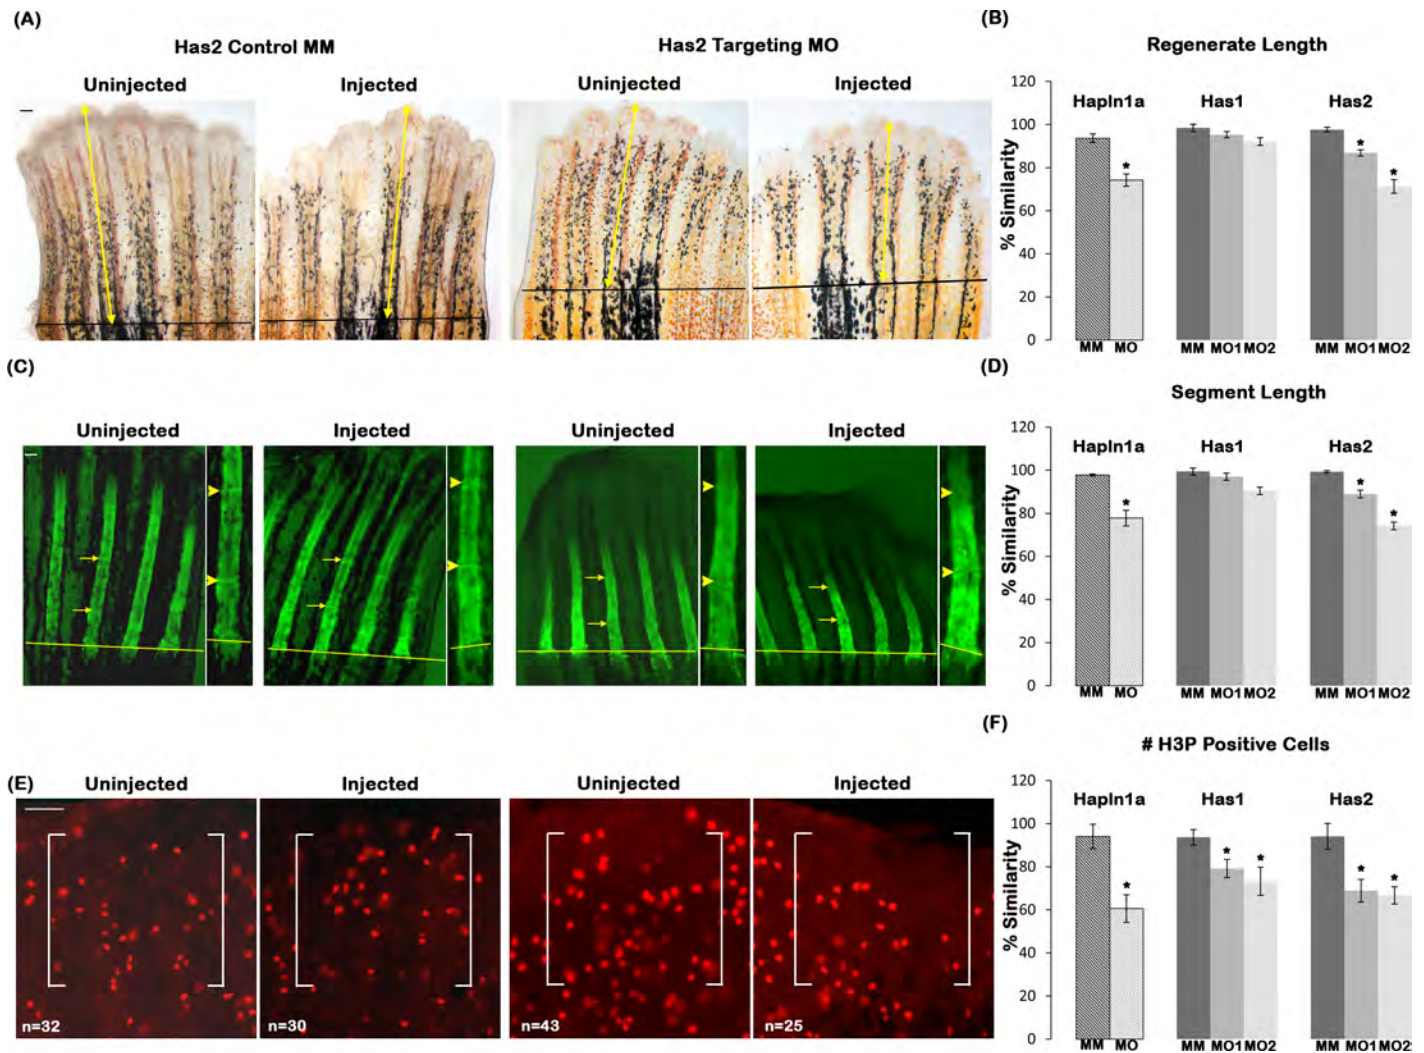 (A)
Has2 Control MM
Has2 Targeting MO
Uninjected
Injected
Uninjected
Injected
(B)
Regenerate Length
% Similarity
120
100
80
60
40
20
0
Hapln1a
Has1
Has2
*
*
*
MM MO
MM MO1 MO2
MM MO1 MO2
(C)
Uninjected
Injected
Uninjected
Injected
(D)
Segment Length
% Similarity
120
100
80
60
40
20
0
Hapln1a
Has1
Has2
*
*
*
MM MO
MM MO1 MO2
MM MO1 MO2
(E)
Uninjected
Injected
Uninjected
Injected
n=32
n=30
n=43
n=25
(F)
# H3P Positive Cells
% Similarity
120
100
80
60
40
20
0
Hapln1a
Has1
Has2
*
*
*
*
*
MM MO
MM MO1 MO2
MM MO1 MO2